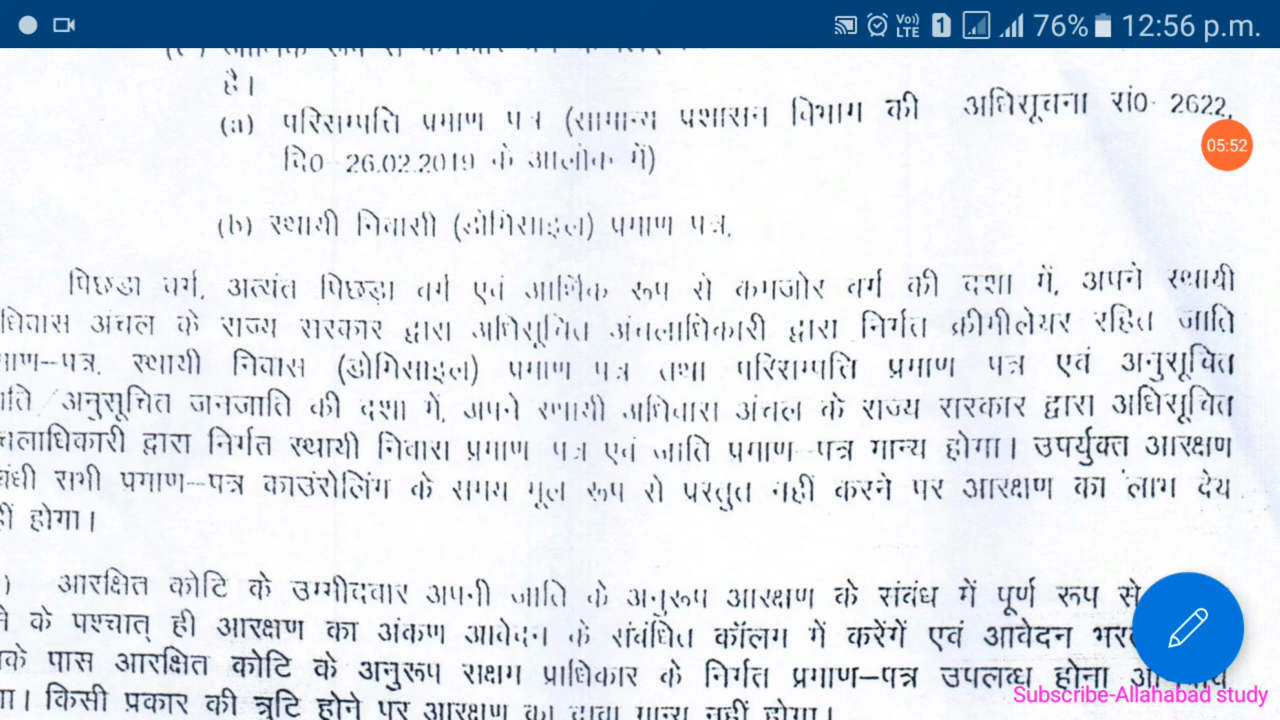 Vo)) LTE 1 76% 12:56 p.m.
है।
(a) परिसम्पत्ति प्रमाण पत्र (सामान्य प्रशासन विभाग की अधिसूचना सं0- 2622,
05:52
दि0-26.02.2019 के आलोक में)
(b) स्थायी निवासी (डोमिसाइल) प्रमाण पत्र.
पिछड़ा वर्ग, अत्यंत पिछड़ा वर्ग एवं आर्थिक रूप से कमजोर वर्ग की दशा में, अपने स्थायी
धिवास अंचल के राज्य सरकार द्वारा अधिसूचित अंचलाधिकारी द्वारा निर्गत क्रीमीलेयर रहित जाति
माण-पत्र, स्थायी निवास (डोमिसाइल) प्रमाण पत्र तथा परिसम्पत्ति प्रमाण पत्र एवं अनुसूचित
ाति/अनुसूचित जनजाति की दशा में, अपने स्थायी अधिवास अंचल के राज्य सरकार द्वारा अधिसूचित
चलाधिकारी द्वारा निर्गत स्थायी निवास प्रमाण पत्र एवं जाति प्रमाण-पत्र मान्य होगा। उपर्युक्त आरक्षण
बंधी सभी प्रमाण-पत्र काउंसेलिंग के समय मूल रूप से प्रस्तुत नहीं करने पर आरक्षण का लाभ देय
हीं होगा।
) आरक्षित कोटि के उम्मीदवार अपनी जाति के अनुरूप आरक्षण के संबंध में पूर्ण रूप से
ने के पश्चात् ही आरक्षण का अंकण आवेदन के संबंधित कॉलम में करेंगें एवं आवेदन
के पास आरक्षित कोटि के अनुरूप सक्षम प्राधिकार के निर्गत प्रमाण-पत्र उपलब्ध होना
गा। किसी प्रकार की त्रुटि होने पर आरक्षण का दावा मान्य नहीं होगा।
Subscribe-Allahabad study